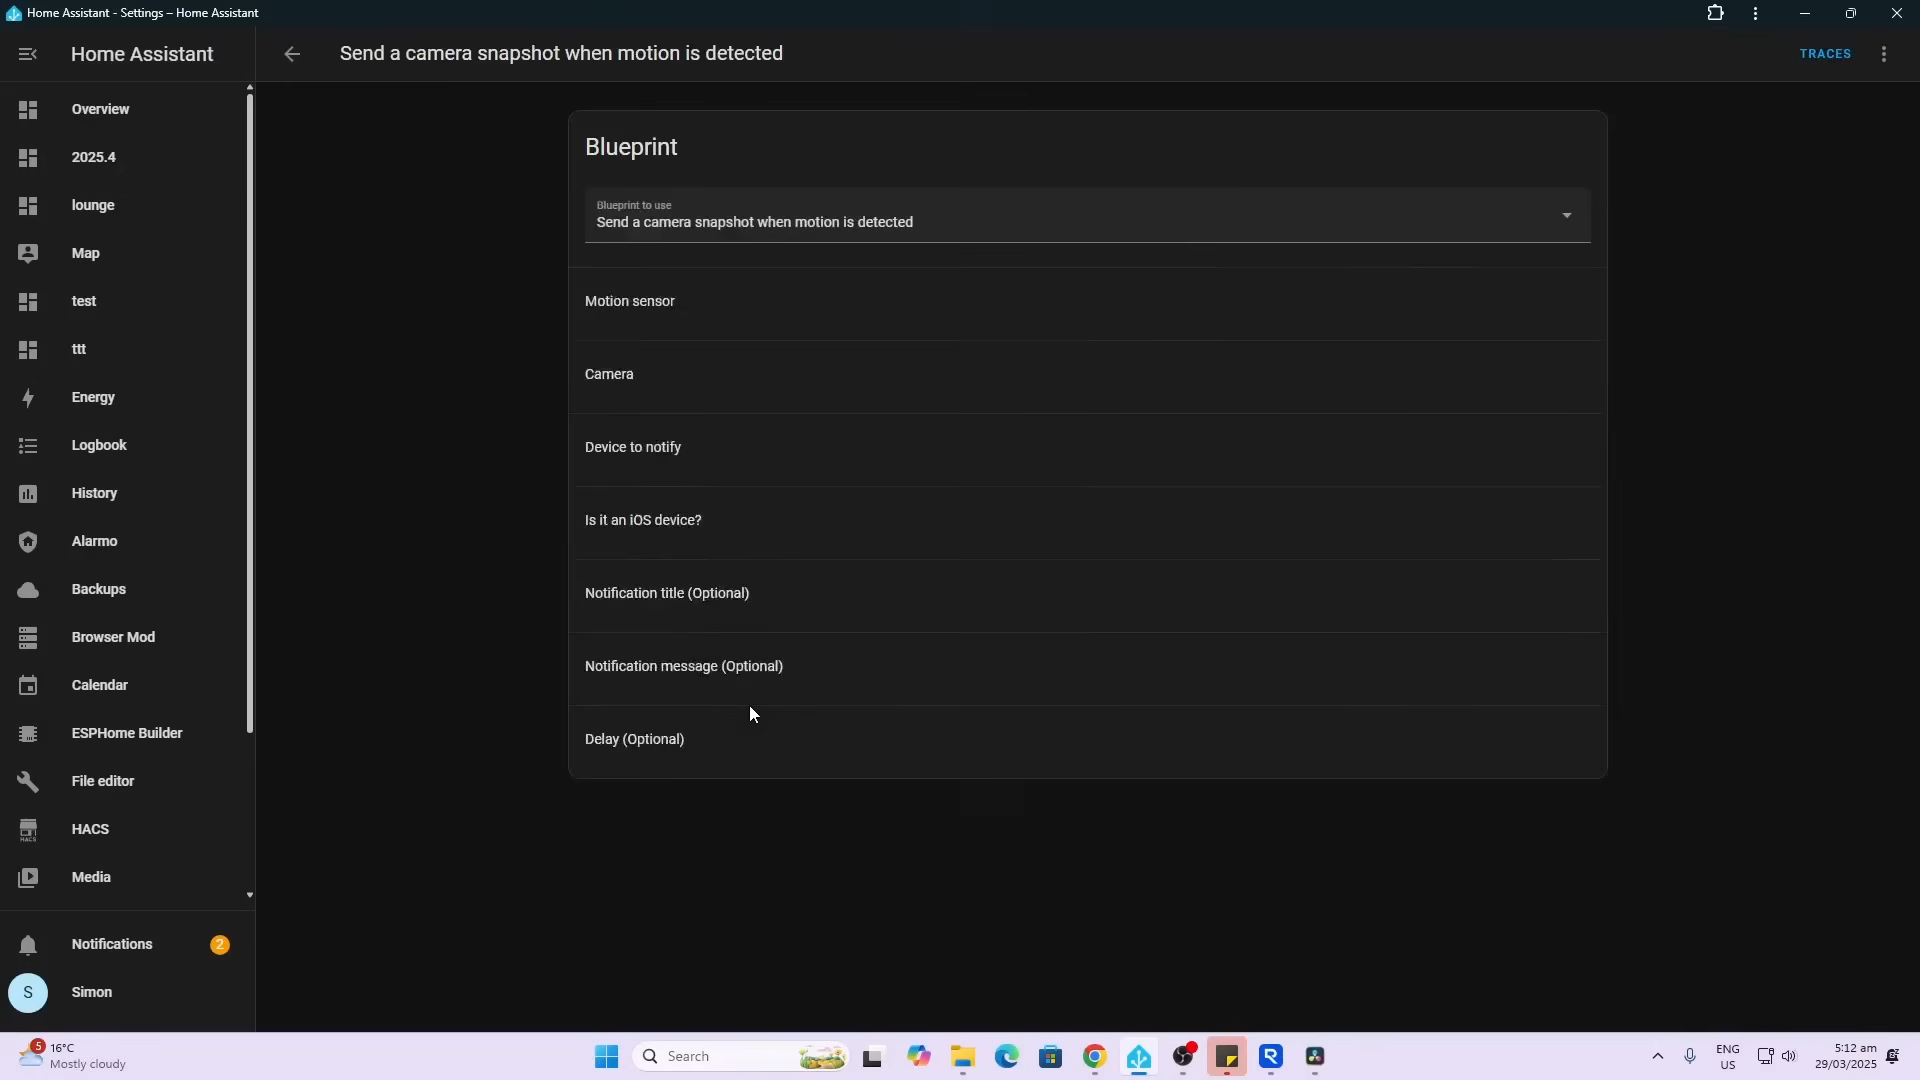 Home Assistant - Settings – Home Assistant
Home Assistant
Send a camera snapshot when motion is detected
TRACES
Overview
2025.4
lounge
Map
test
ttt
Energy
Logbook
History
Alarmo
Backups
Browser Mod
Calendar
ESPHome Builder
File editor
HACS
HACS
Media
Notifications
2
S
Simon
Blueprint
Blueprint to use
Send a camera snapshot when motion is detected
Motion sensor
Camera
Device to notify
Is it an iOS device?
Notification title (Optional)
Notification message (Optional)
Delay (Optional)
5
16°C
Mostly cloudy
Search
R
ENG
US
5:12 am
29/03/2025